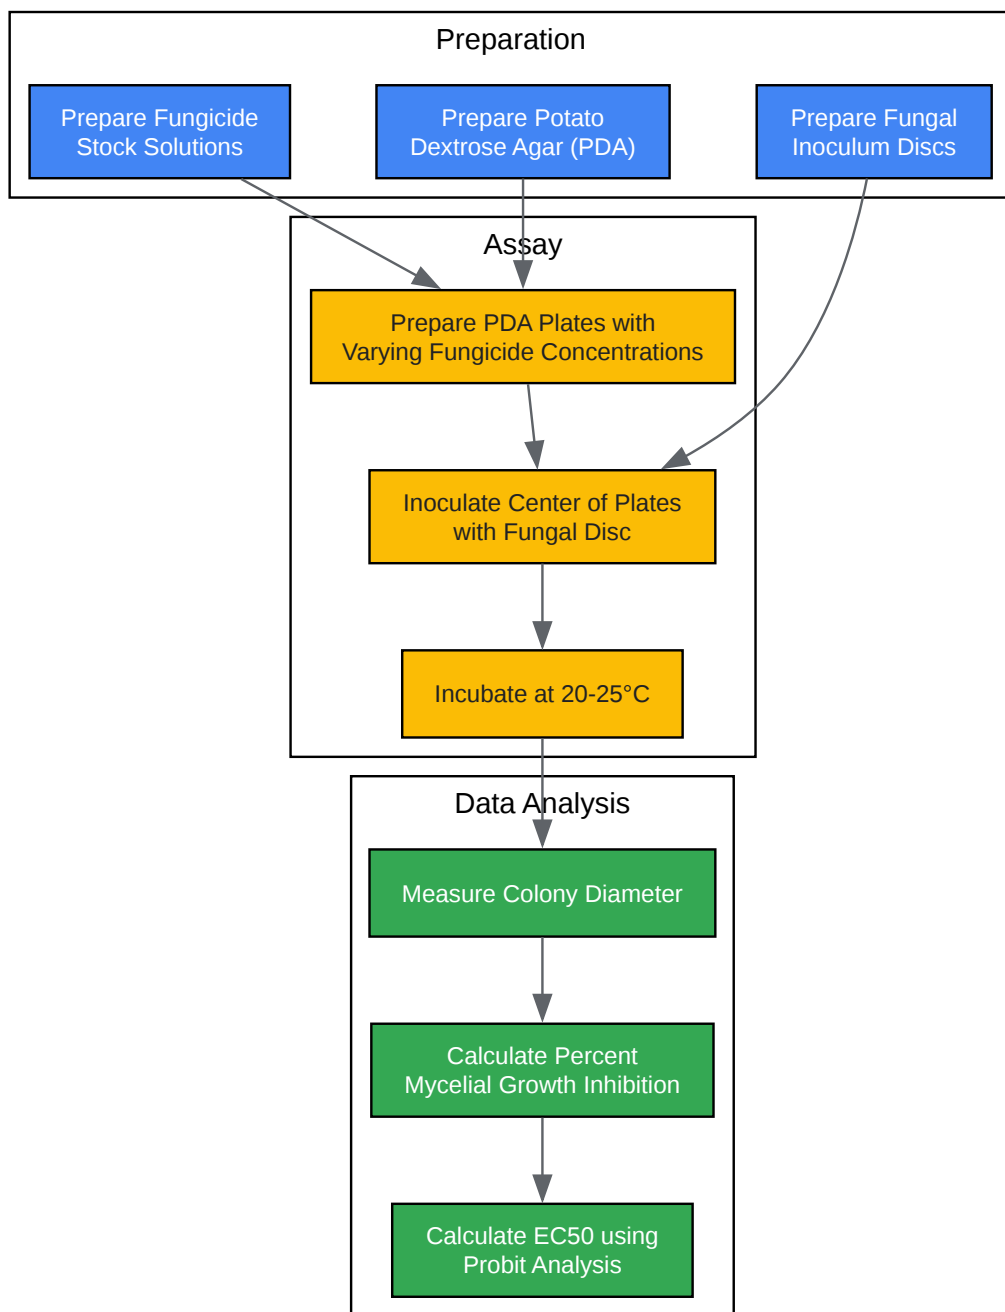 Preparation
Prepare Fungicide
Stock Solutions
Prepare Potato
Dextrose Agar (PDA)
Prepare Fungal
Inoculum Discs
Assay
Prepare PDA Plates with
Varying Fungicide Concentrations
Inoculate Center of Plates
with Fungal Disc
Incubate at 20-25°C
Data Analysis
Measure Colony Diameter
Calculate Percent
Mycelial Growth Inhibition
Calculate EC50 using
Probit Analysis